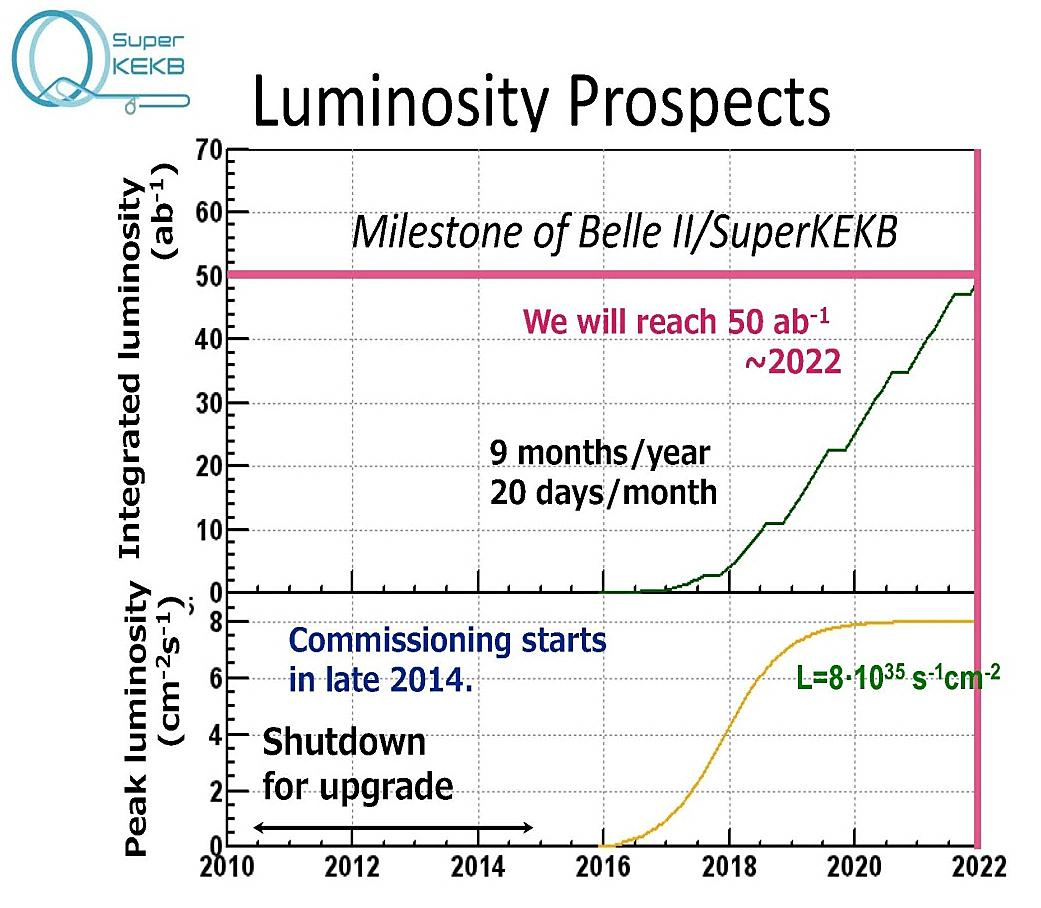 Super
KEKB
Luminosity Prospects
Integrated luminosity
(ab-1)
70
60
50
40
30
20
10
0
Milestone of Belle II/SuperKEKB
We will reach 50 ab-1
~2022
9 months/year
20 days/month
Peak luminosity
(cm-2s-1)
8
6
4
2
0
Commissioning starts
in late 2014.
L=8·10³⁵ s-1cm-2
Shutdown
for upgrade
2010 2012 2014 2016 2018 2020 2022